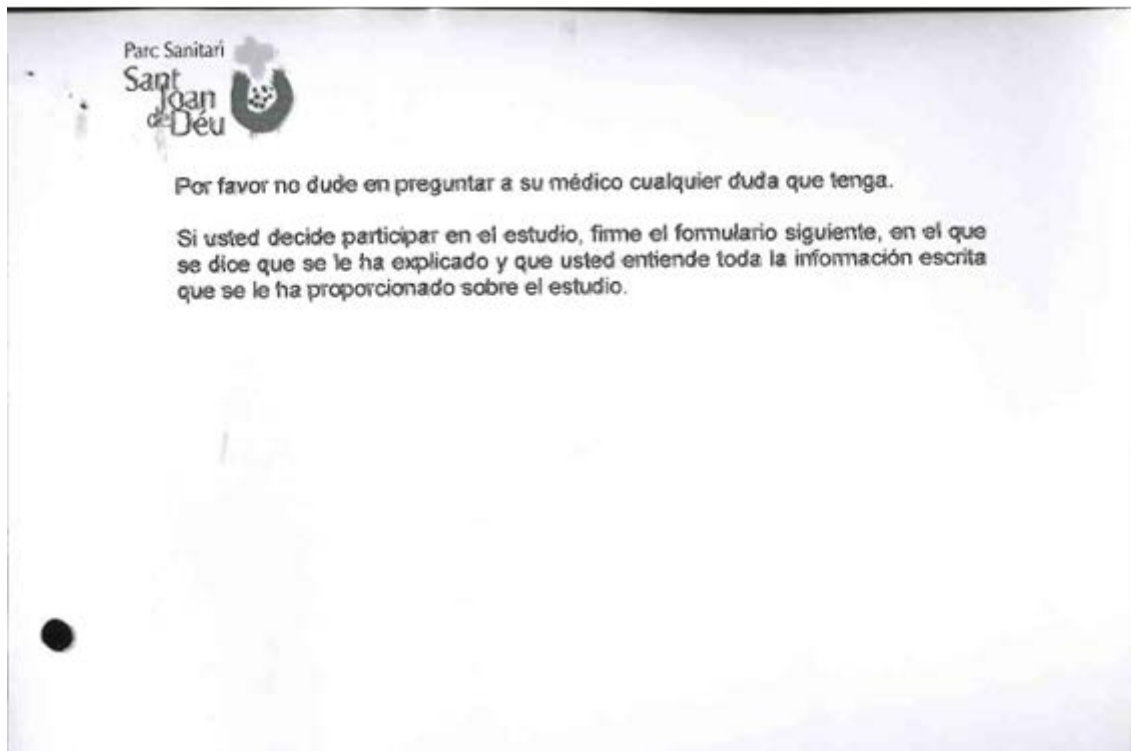 Parc Sanitari
Sant
Joan
de Déu
Por favor no dude en preguntar a su médico cualquier duda que tenga.
Si usted decide participar en el estudio, firme el formulario siguiente, en el que
se dice que se le ha explicado y que usted entiende toda la información escrita
que se le ha proporcionado sobre el estudio.